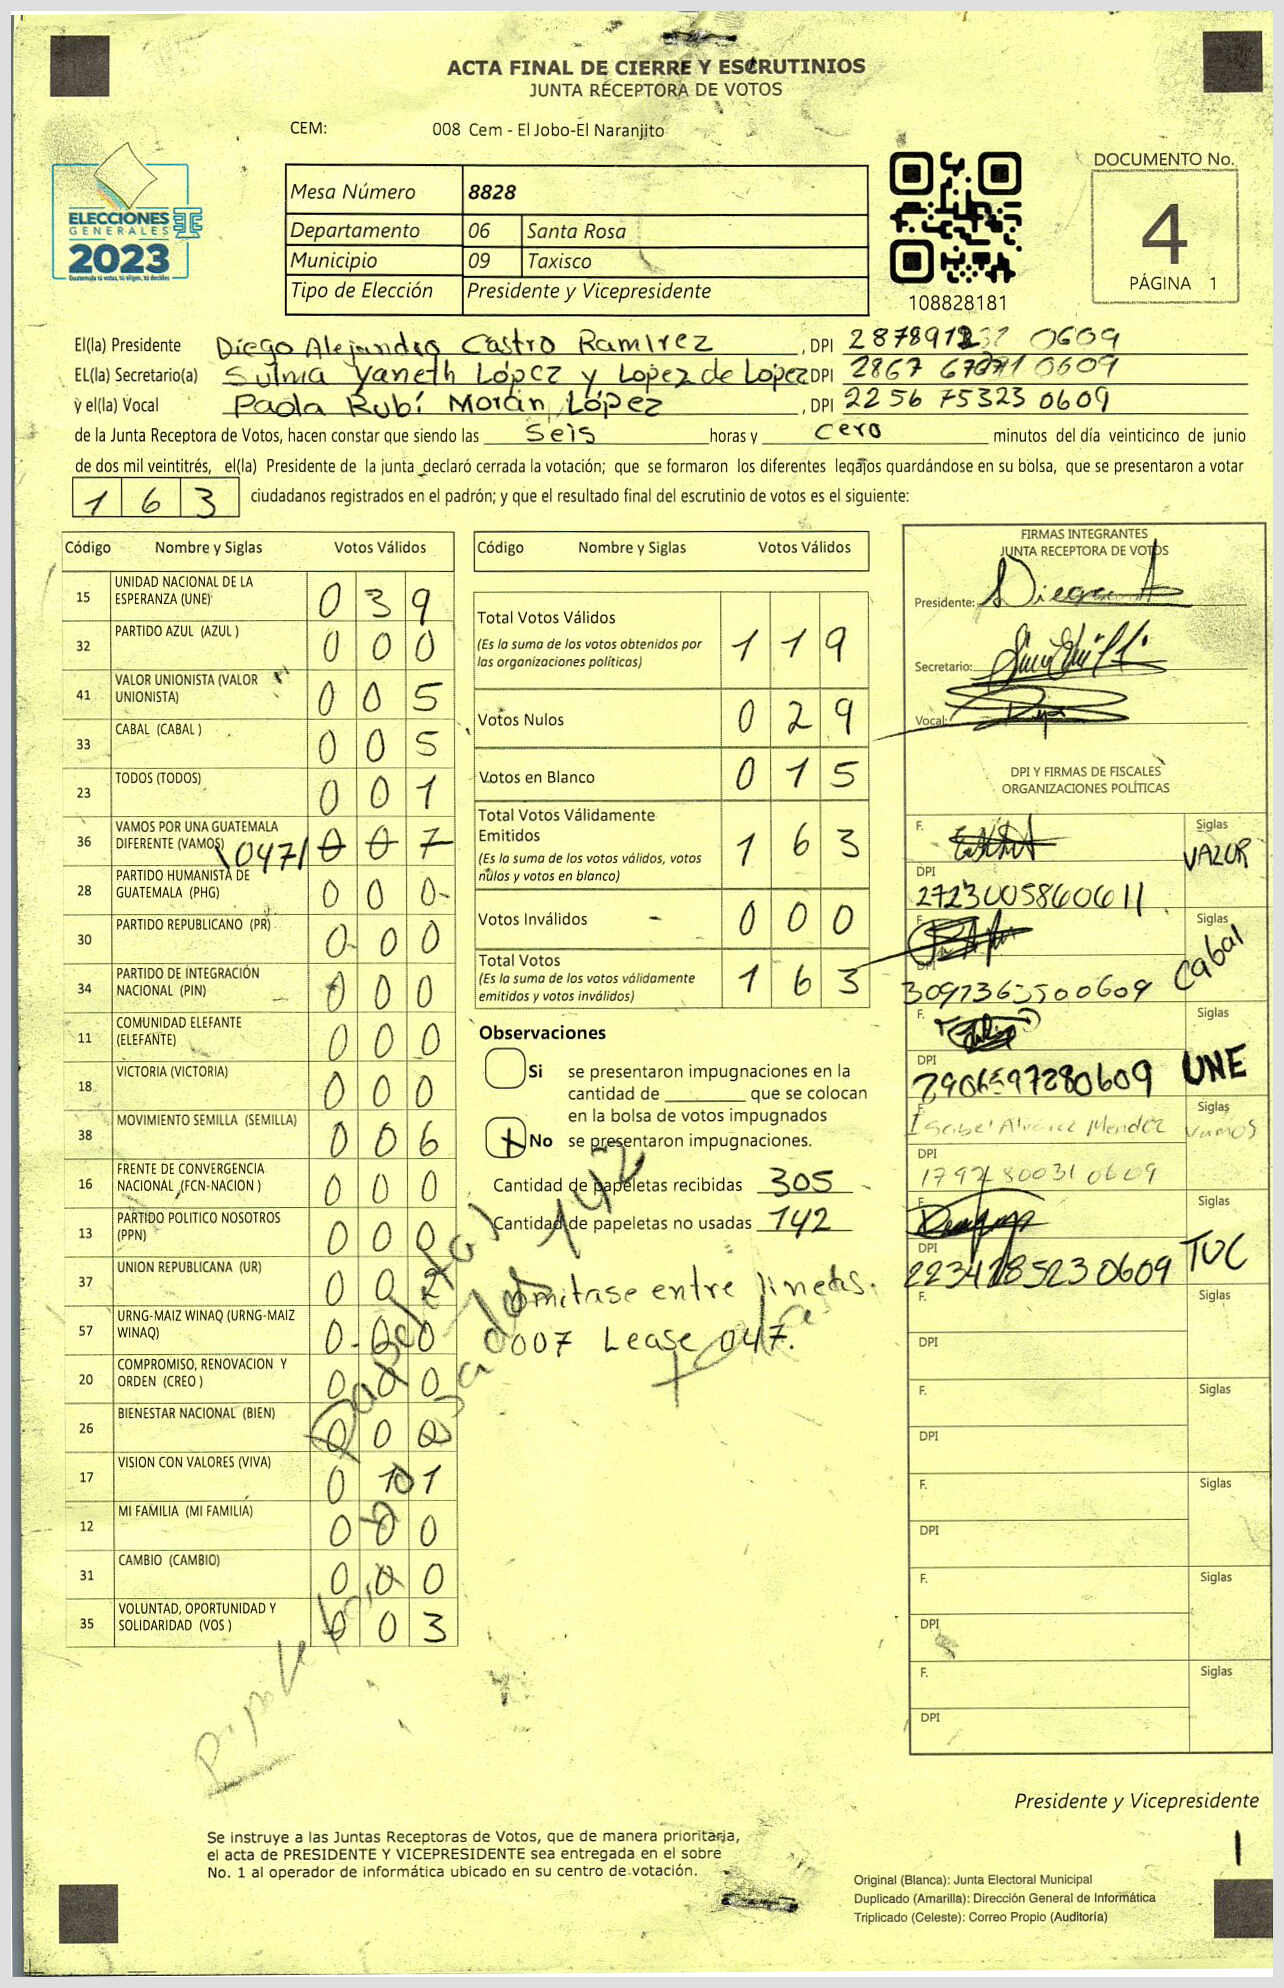 ACTA FINAL DE CIERRE Y ESCRUTINIOS
JUNTA RECEPTORA DE VOTOS
CEM: 008 Cem - El Jobo-El Naranjito
ELECCIONES
GENERALES
2023
Guatemala tú votas, tú eliges, tú decides
Mesa Número 8828
Departamento 06 Santa Rosa
Municipio 09 Taxisco
Tipo de Elección Presidente y Vicepresidente
108828181
DOCUMENTO No.
4
PÁGINA 1
El(la) Presidente Diego Alejandro Castro Ramirez, DPI 0609
EL(la) Secretario(a) Yaneth López y Lopez de Lopez DPI 2867 0609
y el(la) Vocal Paola Rubí Morán López, DPI 2256 75323 0609
de la Junta Receptora de Votos, hacen constar que siendo las Seis horas y cero minutos del día veinticinco de junio
de dos mil veintitrés, el(la) Presidente de la junta declaró cerrada la votación; que se formaron los diferentes legajos guardándose en su bolsa, que se presentaron a votar
163 ciudadanos registrados en el padrón; y que el resultado final del escrutinio de votos es el siguiente:
Código Nombre y Siglas Votos Válidos
15 UNIDAD NACIONAL DE LA ESPERANZA (UNE) 0 3 9
32 PARTIDO AZUL (AZUL ) 0 0 0
41 VALOR UNIONISTA (VALOR UNIONISTA) 0 0 5
33 CABAL (CABAL ) 0 0 5
23 TODOS (TODOS) 0 0 1
36 VAMOS POR UNA GUATEMALA DIFERENTE (VAMOS) \047/ 0 0 7
28 PARTIDO HUMANISTA DE GUATEMALA (PHG) 0 0 0
30 PARTIDO REPUBLICANO (PR) 0 0 0
34 PARTIDO DE INTEGRACIÓN NACIONAL (PIN) 0 0 0
11 COMUNIDAD ELEFANTE (ELEFANTE) 0 0 0
18 VICTORIA (VICTORIA) 0 0 0
38 MOVIMIENTO SEMILLA (SEMILLA) 0 0 6
16 FRENTE DE CONVERGENCIA NACIONAL (FCN-NACION ) 0 0 0
13 PARTIDO POLITICO NOSOTROS (PPN) 0 0 0
37 UNION REPUBLICANA (UR) 0 0 2
57 URNG-MAIZ WINAQ (URNG-MAIZ WINAQ) 0 0 0
20 COMPROMISO, RENOVACION Y ORDEN (CREO ) 0 0 0
26 BIENESTAR NACIONAL (BIEN) 0 0 0
17 VISION CON VALORES (VIVA) 0 1
12 MI FAMILIA (MI FAMILIA) 0 0 0
31 CAMBIO (CAMBIO) 0 0 0
35 VOLUNTAD, OPORTUNIDAD Y SOLIDARIDAD (VOS ) 0 0 3
Código Nombre y Siglas Votos Válidos
Total Votos Válidos 1 1 9
(Es la suma de los votos obtenidos por las organizaciones políticas)
Votos Nulos 0 2 9
Votos en Blanco 0 1 5
Total Votos Válidamente Emitidos 1 6 3
(Es la suma de los votos válidos, votos nulos y votos en blanco)
Votos Inválidos - 0 0 0
Total Votos 1 6 3
(Es la suma de los votos válidamente emitidos y votos inválidos)
Observaciones
Si se presentaron impugnaciones en la
cantidad de ________ que se colocan
en la bolsa de votos impugnados
X No se presentaron impugnaciones.
Cantidad de papeletas recibidas 305
Cantidad de papeletas no usadas 142
142
Omitase entre lineas.
0007 Lease 047.
FIRMAS INTEGRANTES
JUNTA RECEPTORA DE VOTOS
Presidente:
Secretario:
Vocal:
DPI Y FIRMAS DE FISCALES
ORGANIZACIONES POLÍTICAS
F. Siglas VALOR
DPI 2723005860611
F. Siglas Cabal
DPI
F. Siglas UNE
DPI 2906597280609
F. Isabel Mendez Siglas Vamos
DPI 1792800310609
F. Siglas TUC
DPI
F. Siglas
DPI
F. Siglas
DPI
F. Siglas
DPI
F. Siglas
DPI
F. Siglas
DPI
Presidente y Vicepresidente
1
Se instruye a las Juntas Receptoras de Votos, que de manera prioritaria,
el acta de PRESIDENTE Y VICEPRESIDENTE sea entregada en el sobre
No. 1 al operador de informática ubicado en su centro de votación.
Original (Blanca): Junta Electoral Municipal
Duplicado (Amarilla): Dirección General de Informática
Triplicado (Celeste): Correo Propio (Auditoría)